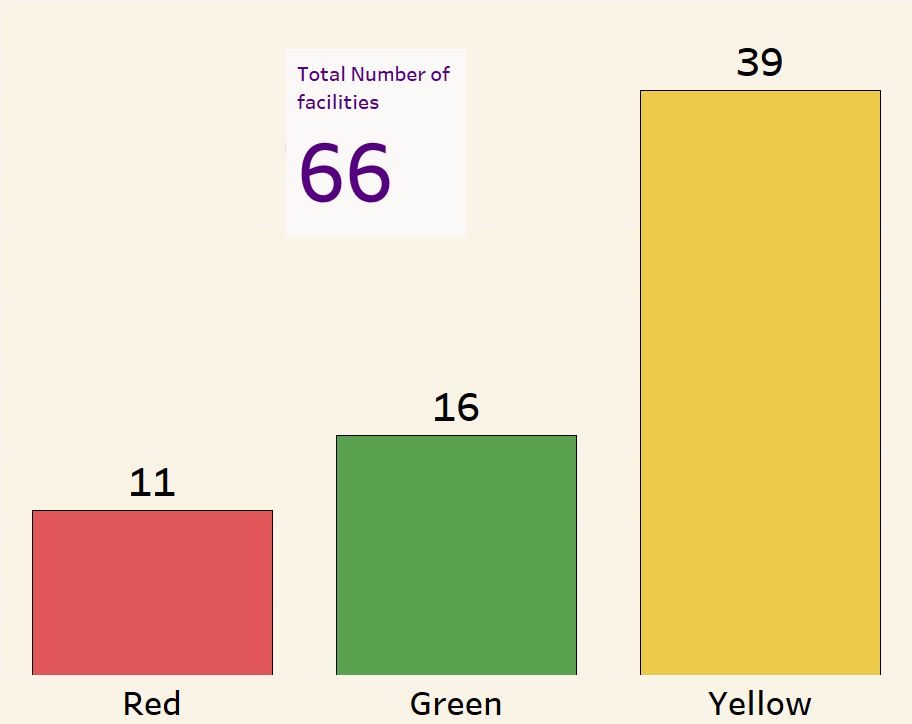 39
Total Number of
facilities
66
16
11
Red
Green
Yellow